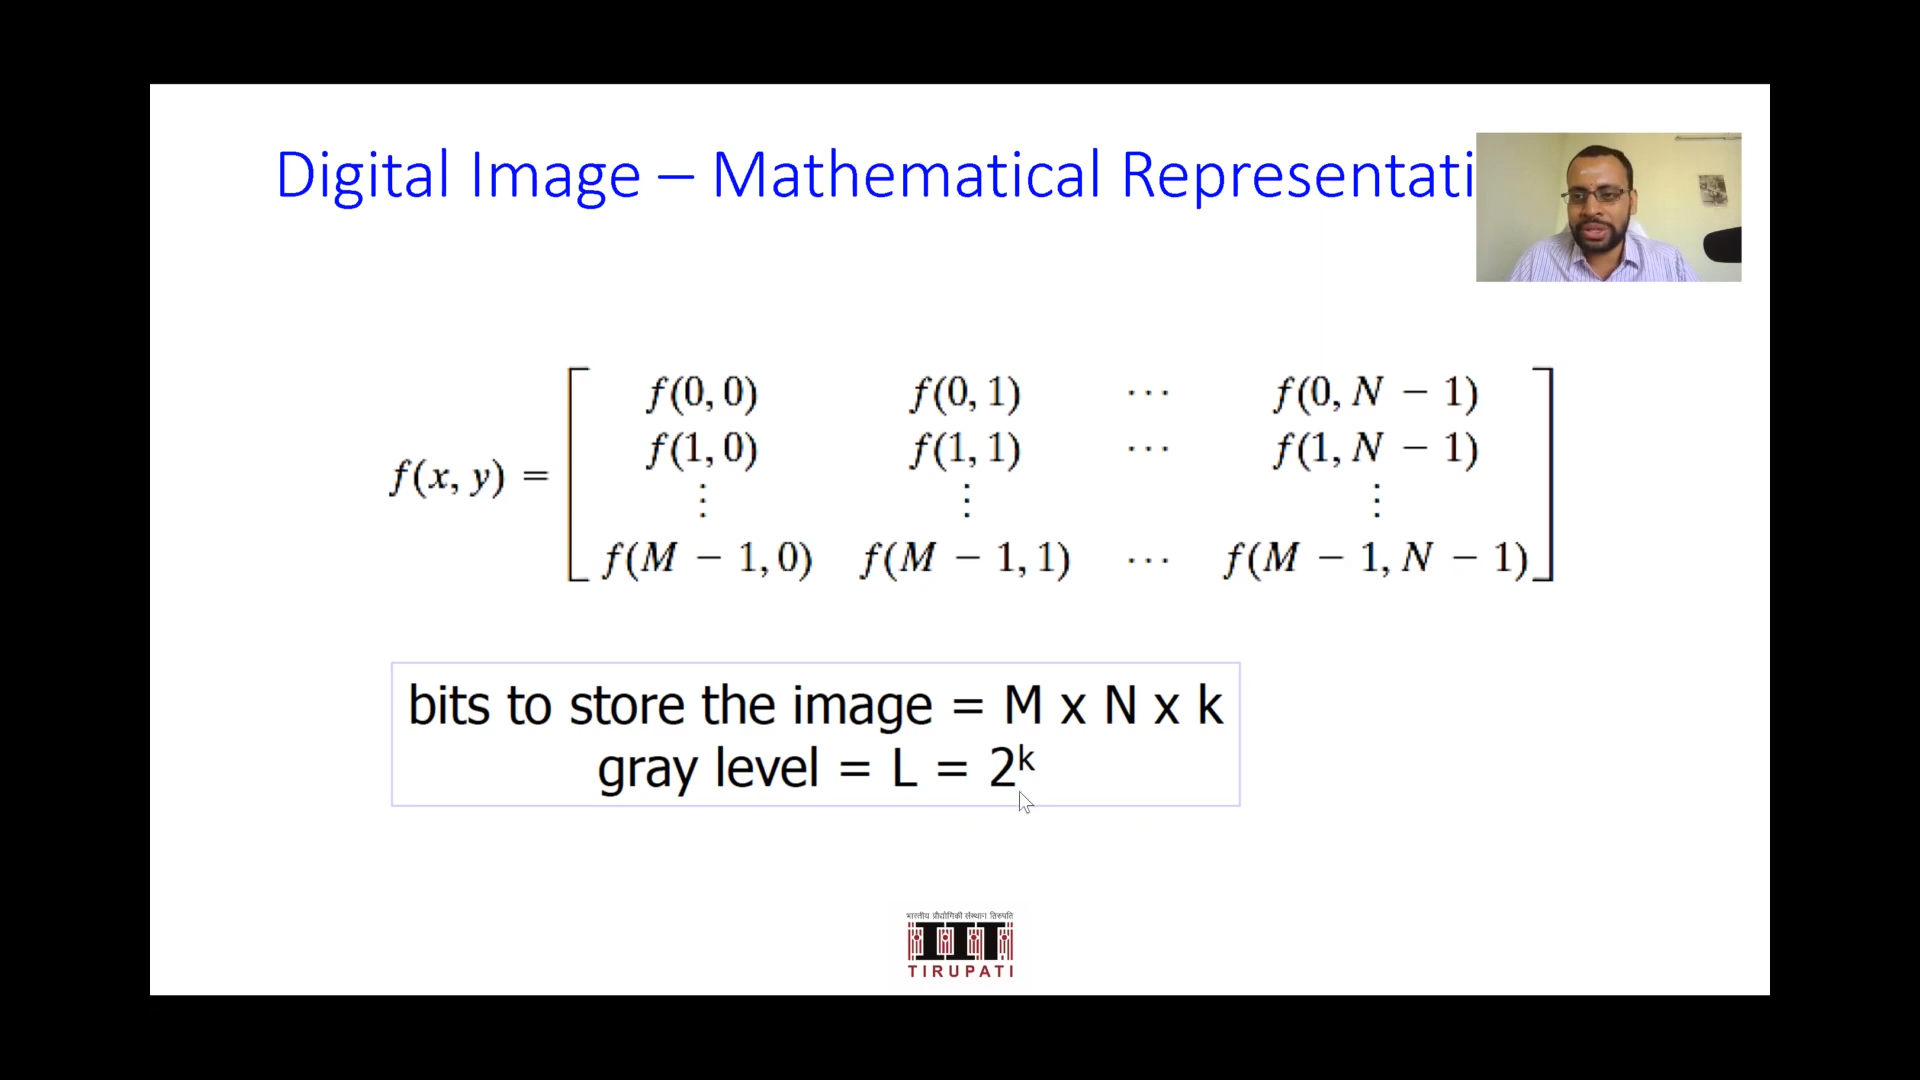 Digital Image – Mathematical Representati
f(x, y) =
f(0, 0) f(0, 1) ··· f(0, N − 1)
f(1, 0) f(1, 1) ··· f(1, N − 1)
⋮ ⋮ ⋮
f(M − 1, 0) f(M − 1, 1) ··· f(M − 1, N − 1)
bits to store the image = M x N x k
gray level = L = 2ᵏ
भारतीय प्रौद्योगिकी संस्थान तिरुपति
IIT
TIRUPATI